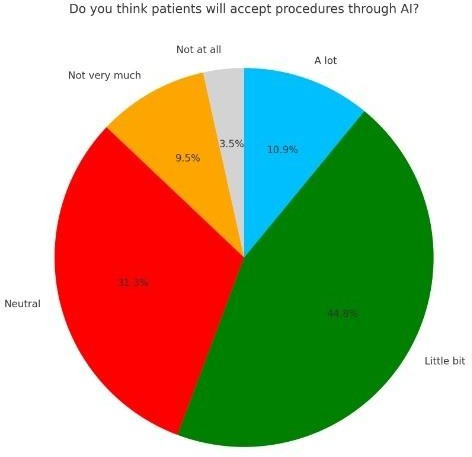 Do you think patients will accept procedures through AI?
Not at all
A lot
Not very much
3.5%
10.9%
9.5%
31.3%
Neutral
44.8%
Little bit